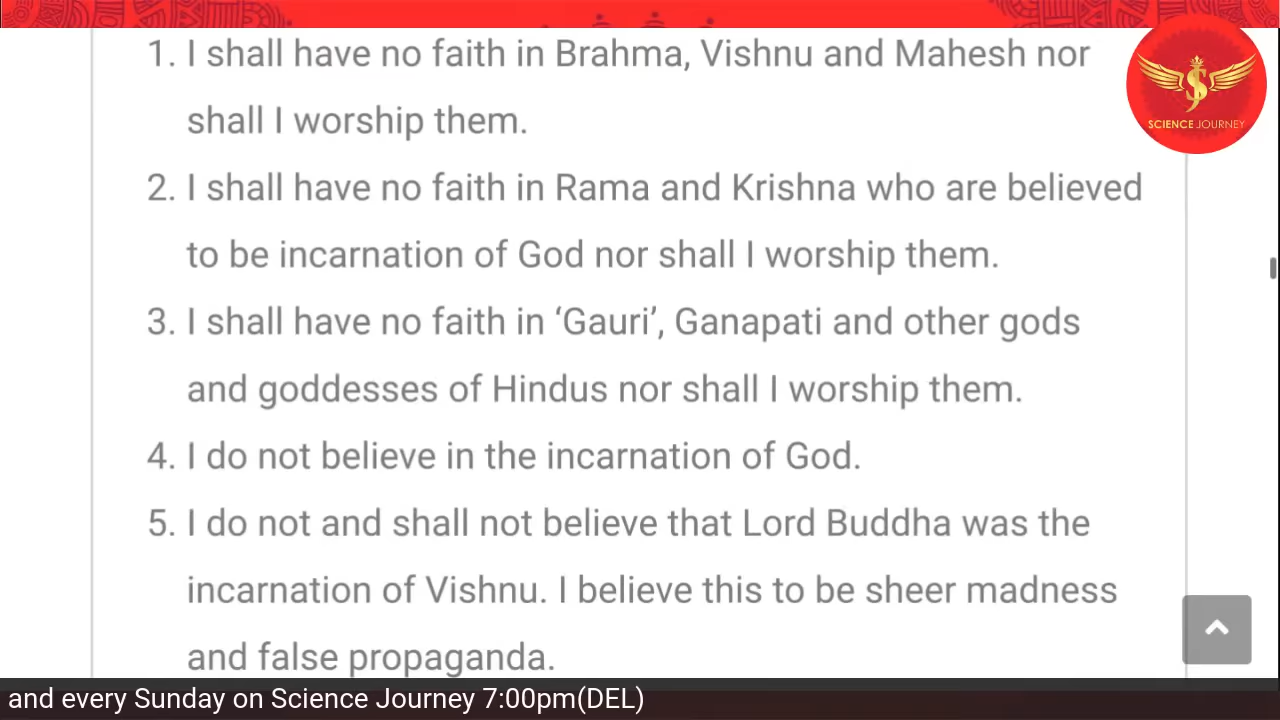 1. I shall have no faith in Brahma, Vishnu and Mahesh nor
shall I worship them.
2. I shall have no faith in Rama and Krishna who are believed
to be incarnation of God nor shall I worship them.
3. I shall have no faith in ‘Gauri’, Ganapati and other gods
and goddesses of Hindus nor shall I worship them.
4. I do not believe in the incarnation of God.
5. I do not and shall not believe that Lord Buddha was the
incarnation of Vishnu. I believe this to be sheer madness
and false propaganda.
SJ
SCIENCE JOURNEY
and every Sunday on Science Journey 7:00pm(DEL)